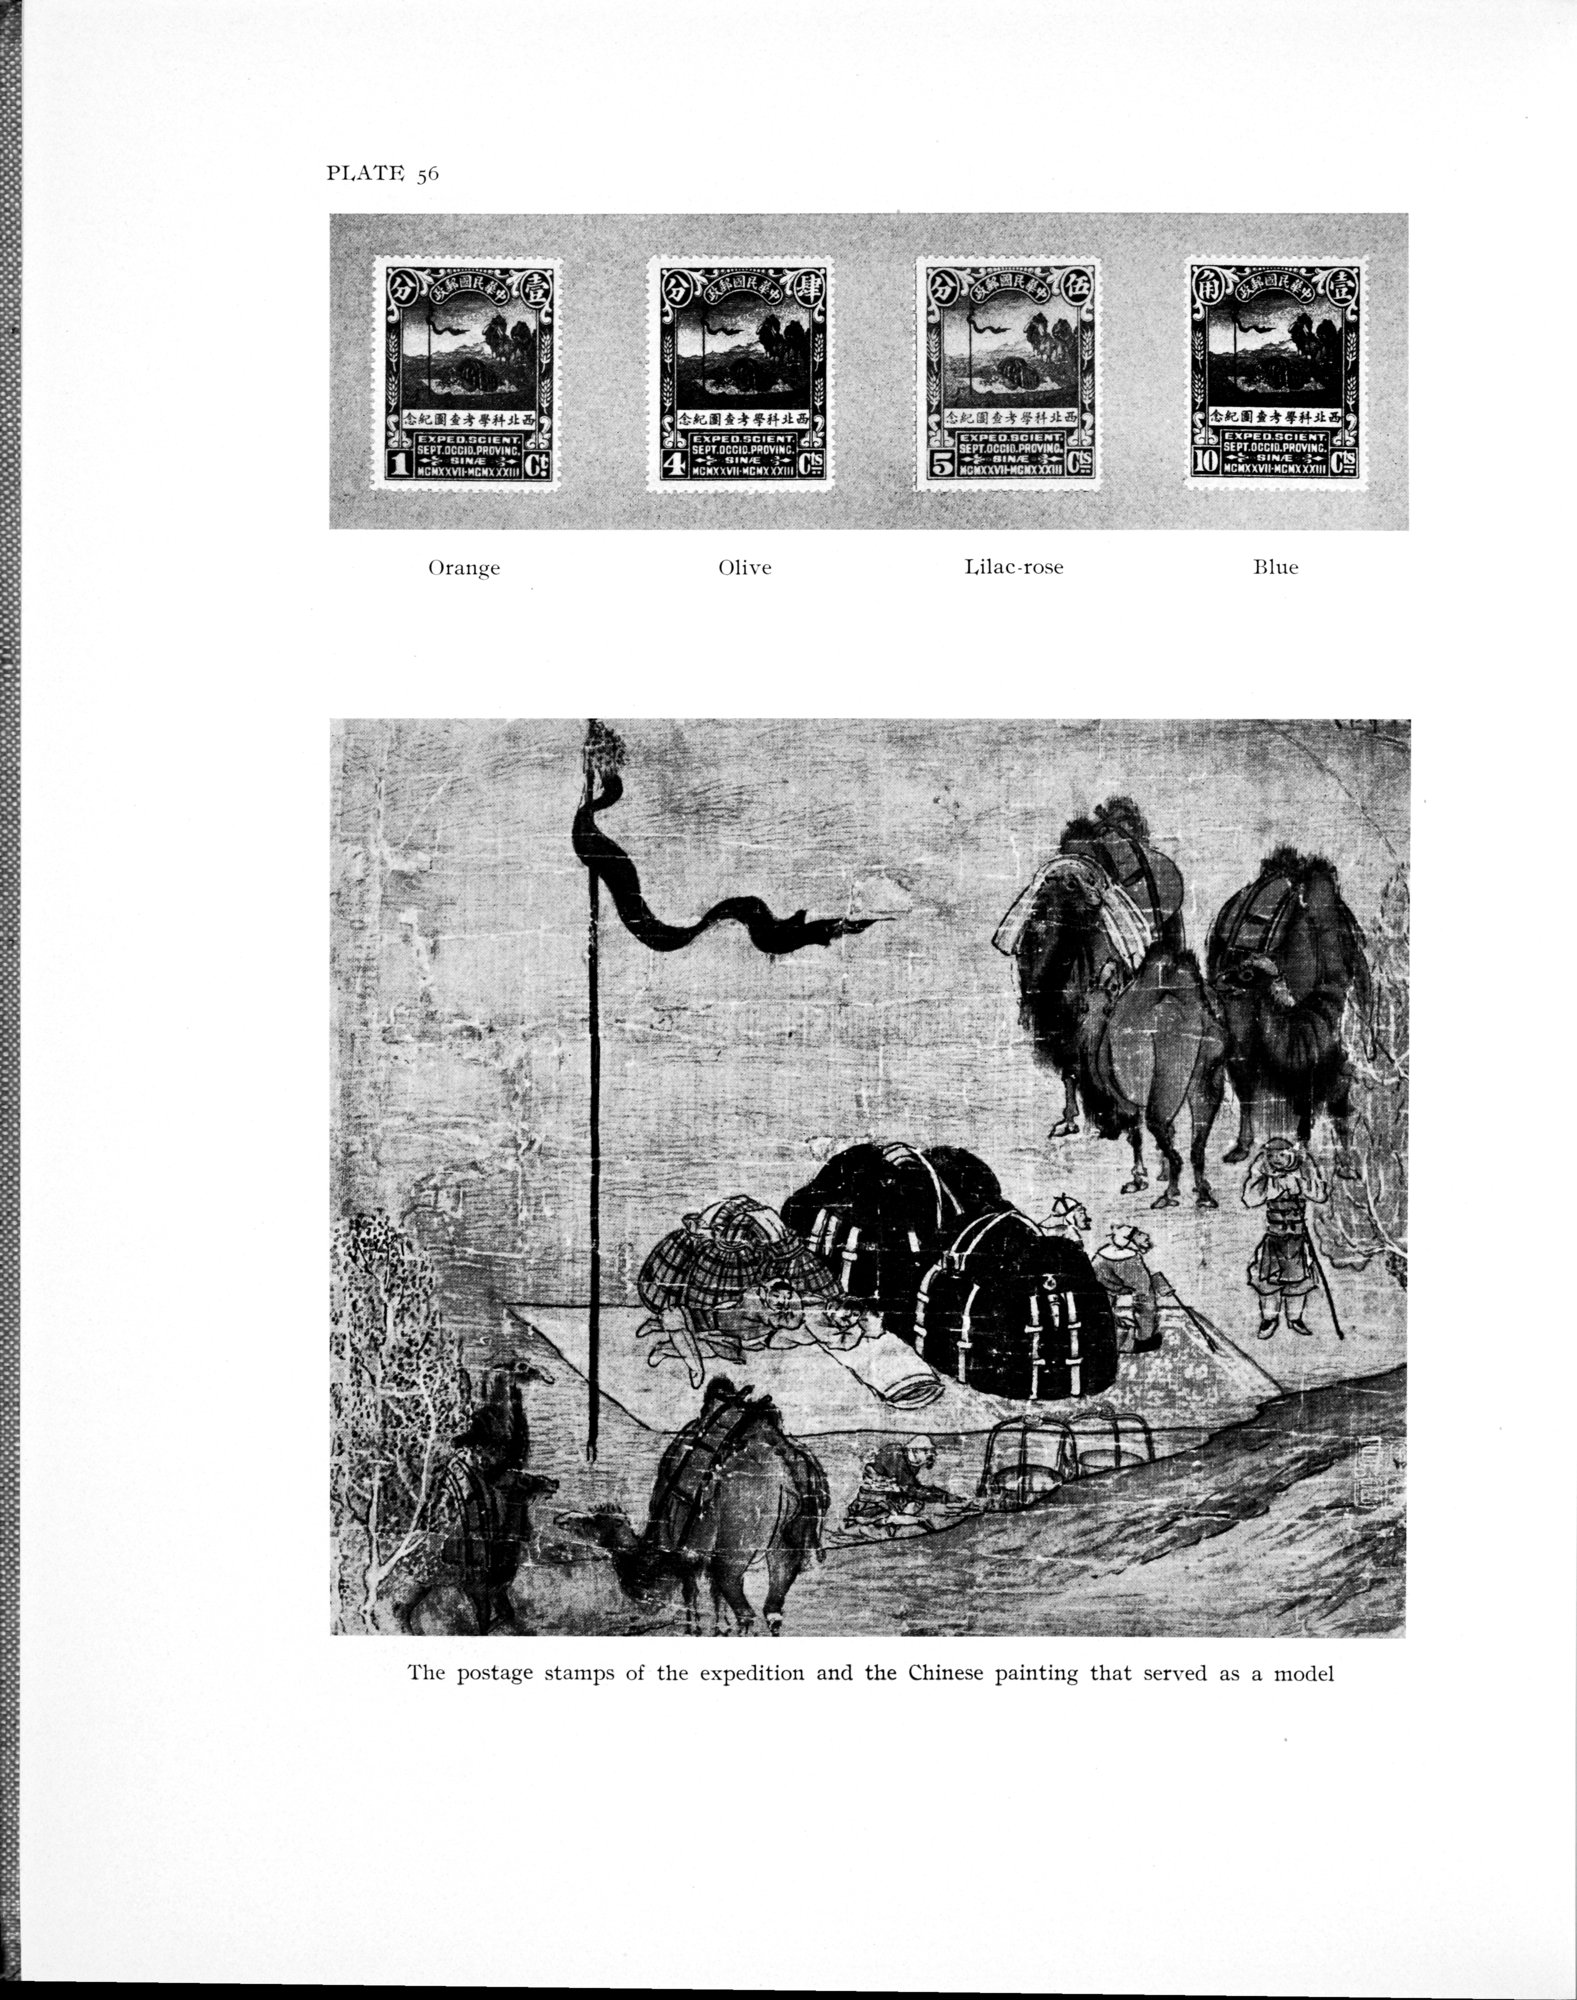 PLATE 56
分 壹
政郵國民華中
念紀團查考學科北西
EXPED. SCIENT.
SEPT. OCCID. PROVINC.
SINÆ
MCMXXVII-MCMXXXIII
1 Ct
分 肆
政郵國民華中
念紀團查考學科北西
EXPED. SCIENT.
SEPT. OCCID. PROVINC.
SINÆ
MCMXXVII-MCMXXXIII
4 Cts
分 伍
政郵國民華中
念紀團查考學科北西
EXPED. SCIENT.
SEPT. OCCID. PROVINC.
SINÆ
MCMXXVII-MCMXXXIII
5 Cts
角 壹
政郵國民華中
念紀團查考學科北西
EXPED. SCIENT.
SEPT. OCCID. PROVINC.
SINÆ
MCMXXVII-MCMXXXIII
10 Cts
Orange
Olive
Lilac-rose
Blue
The postage stamps of the expedition and the Chinese painting that served as a model